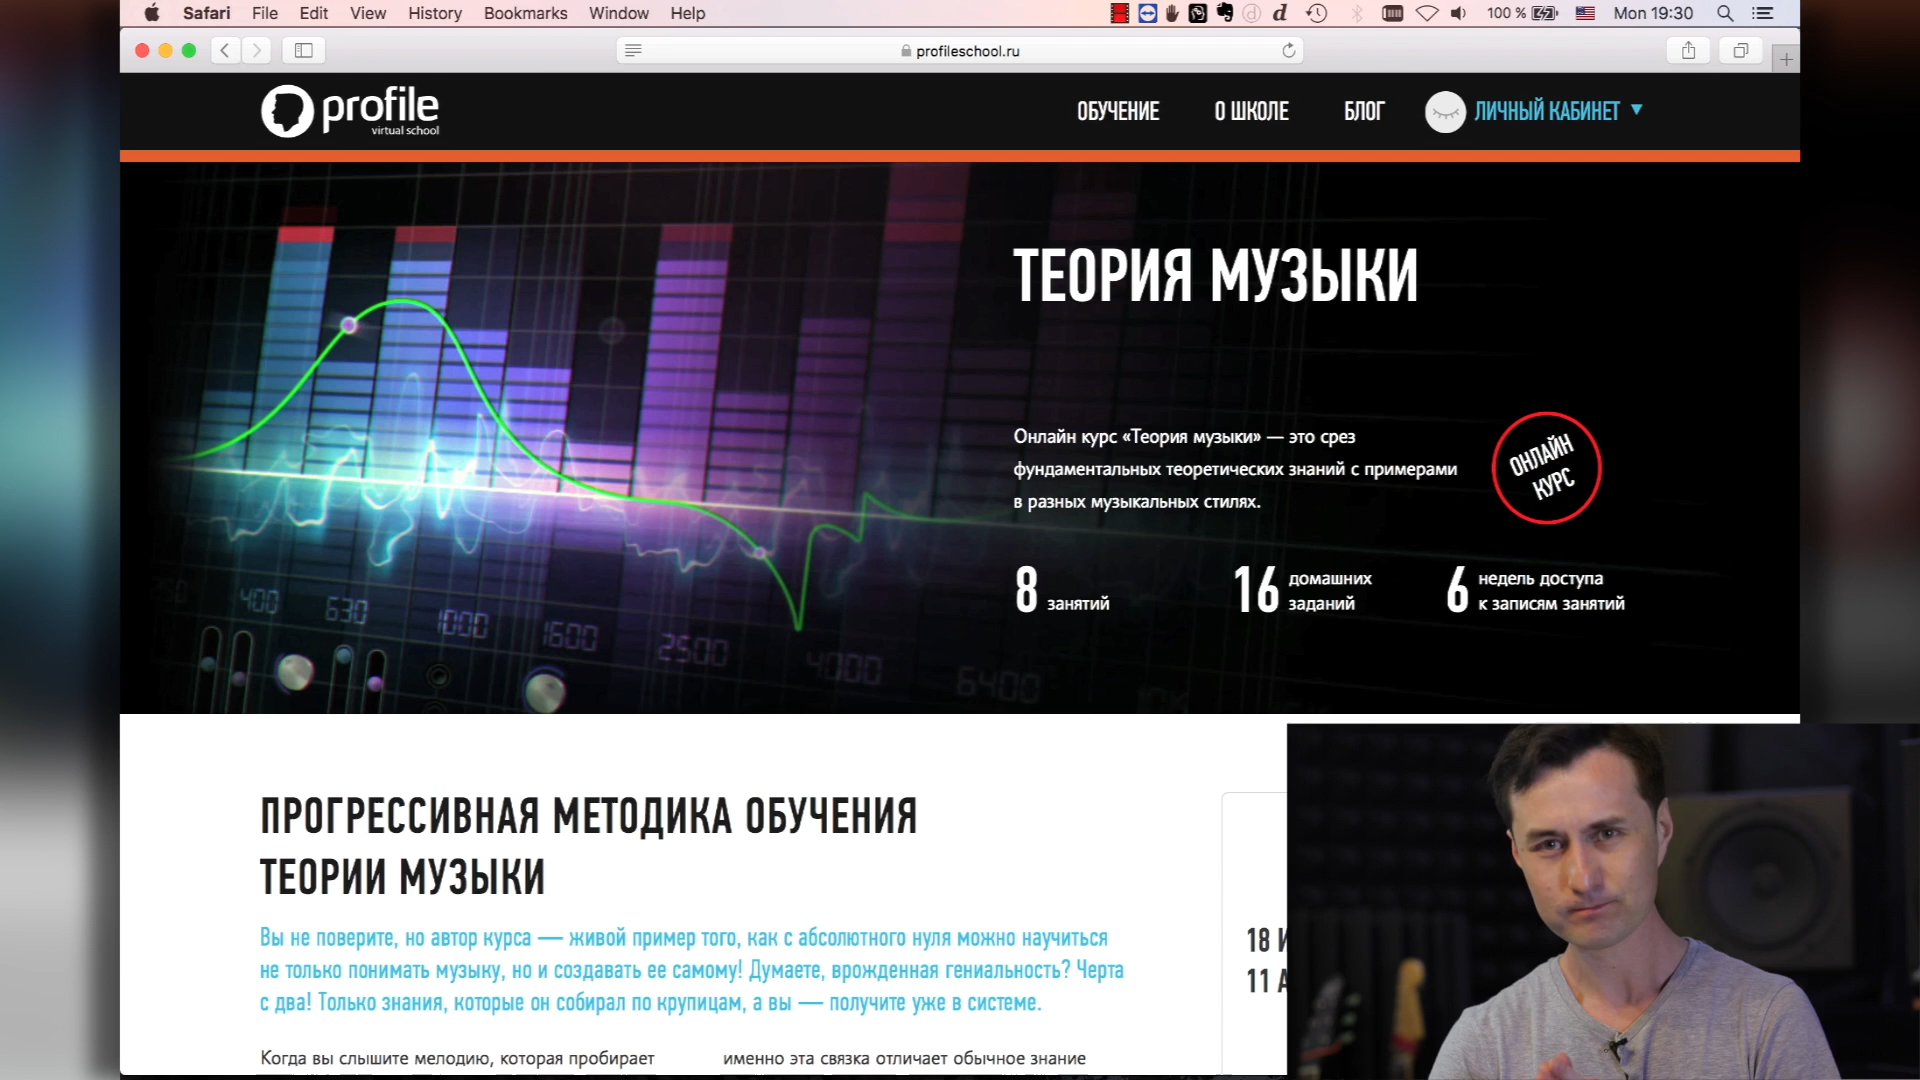 Safari File Edit View History Bookmarks Window Help
100 % Mon 19:30
profileschool.ru
profile
virtual school
ОБУЧЕНИЕ О ШКОЛЕ БЛОГ ЛИЧНЫЙ КАБИНЕТ
ТЕОРИЯ МУЗЫКИ
Онлайн курс «Теория музыки» — это срез
фундаментальных теоретических знаний с примерами
в разных музыкальных стилях.
ОНЛАЙН
КУРС
8 занятий
16 домашних
заданий
6 недель доступа
к записям занятий
400 630 1000 1600 2500 4000 6400
ПРОГРЕССИВНАЯ МЕТОДИКА ОБУЧЕНИЯ
ТЕОРИИ МУЗЫКИ
Вы не поверите, но автор курса — живой пример того, как с абсолютного нуля можно научиться
не только понимать музыку, но и создавать ее самому! Думаете, врожденная гениальность? Черта
с два! Только знания, которые он собирал по крупицам, а вы — получите уже в системе.
18 И
11 А
Когда вы слышите мелодию, которая пробирает
именно эта связка отличает обычное знание